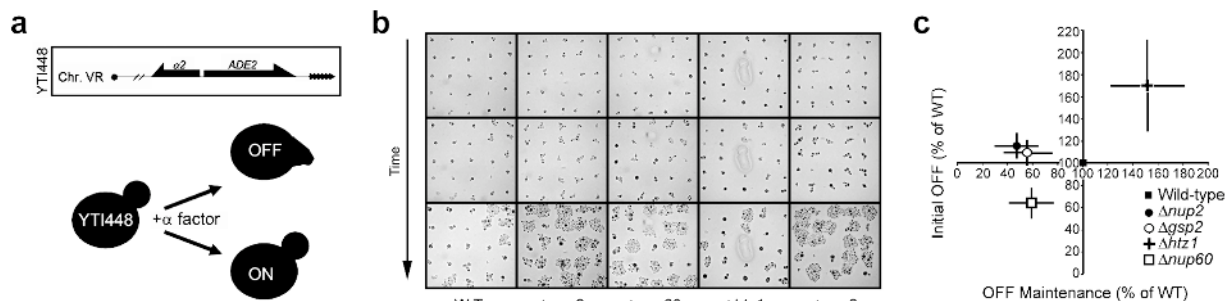 a
YTI448
Chr. VR
α2
ADE2
OFF
YTI448
+α factor
ON
b
Time
c
Initial OFF (% of WT)
220
200
180
160
140
120
100
80
60
40
20
0
0 20 40 60 80 100 120 140 160 180 200
Wild-type
Δnup2
Δgsp2
Δhtz1
Δnup60
OFF Maintenance (% of WT)